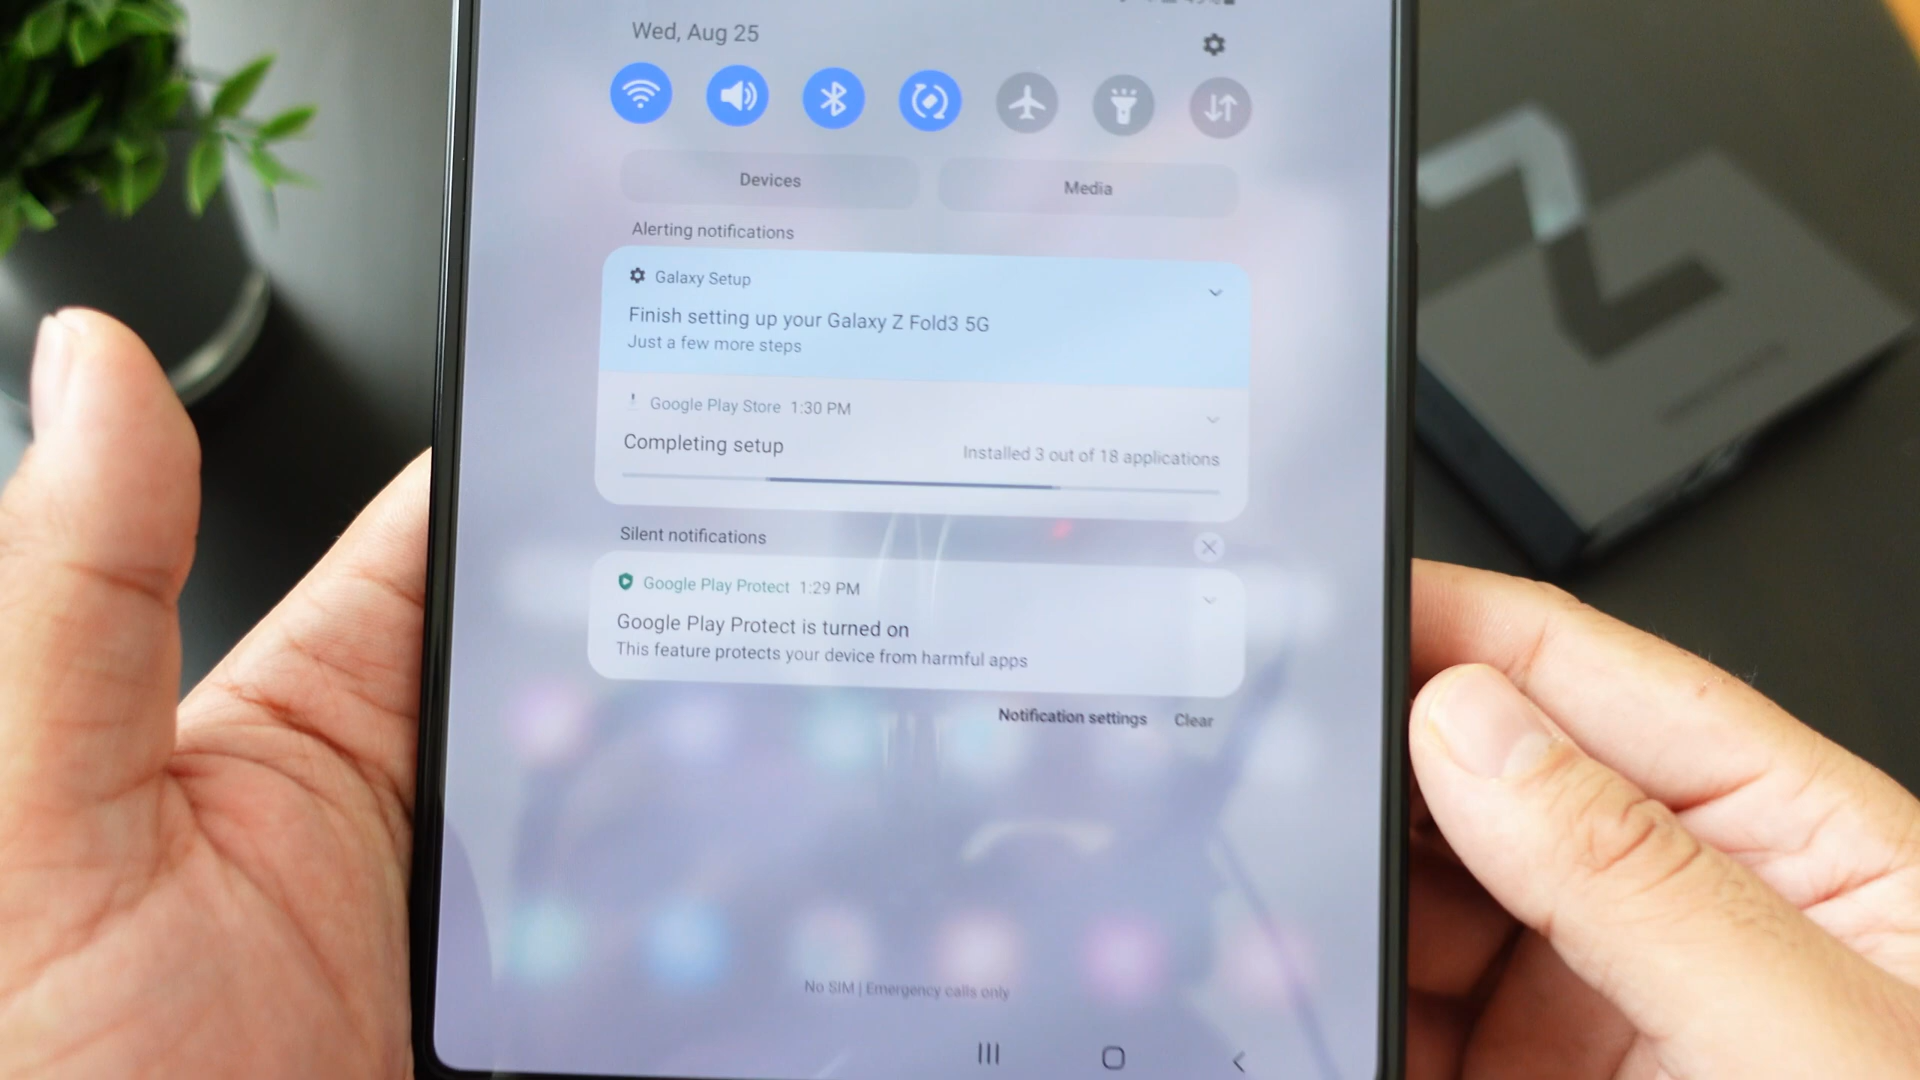 Wed, Aug 25
Devices
Media
Alerting notifications
Galaxy Setup
Finish setting up your Galaxy Z Fold3 5G
Just a few more steps
Google Play Store 1:30 PM
Completing setup
Installed 3 out of 18 applications
Silent notifications
Google Play Protect 1:29 PM
Google Play Protect is turned on
This feature protects your device from harmful apps
Notification settings
Clear
No SIM | Emergency calls only